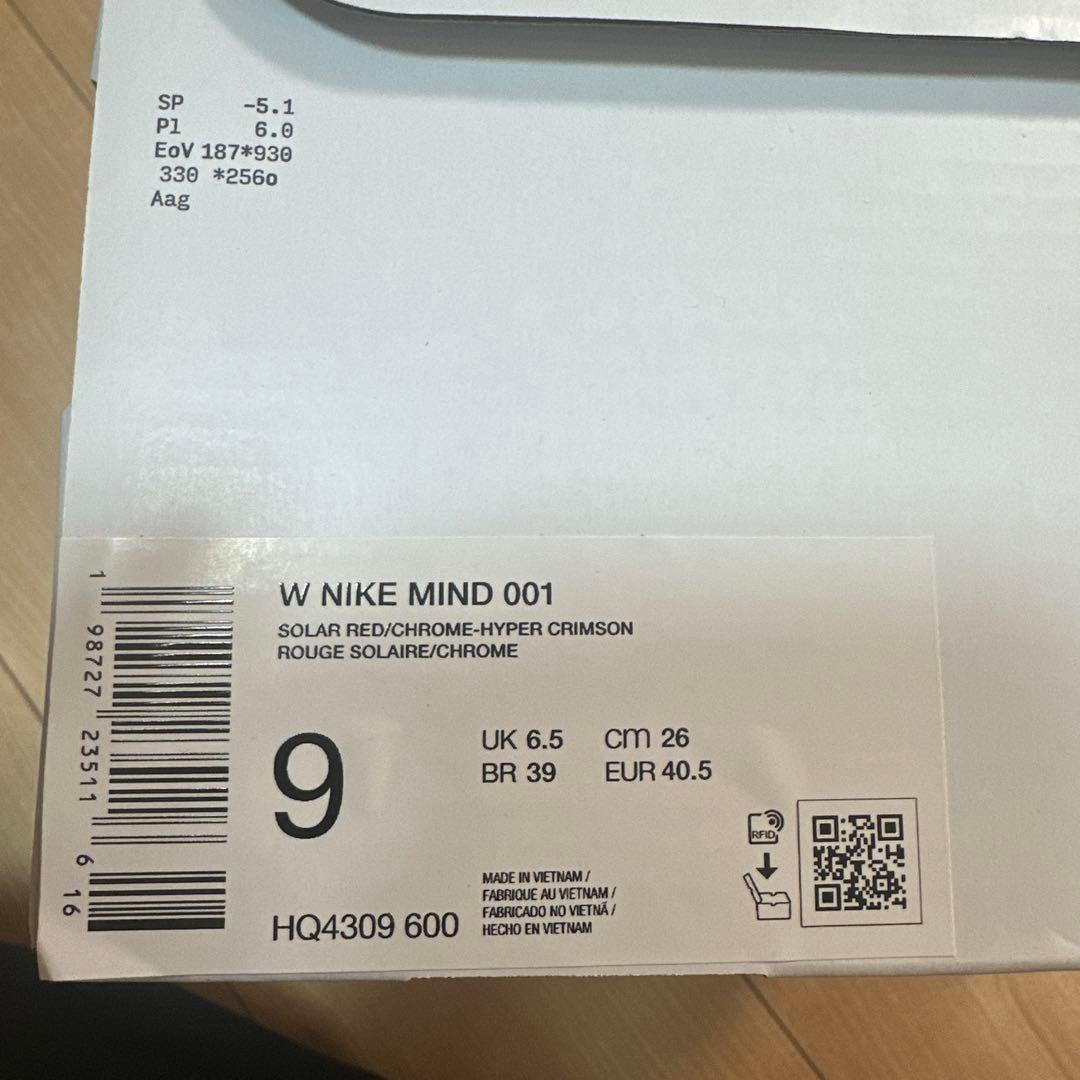 SP -5.1
Pl 6.0
EoV 187*930
330 *256o
Aag
W NIKE MIND 001
SOLAR RED/CHROME-HYPER CRIMSON
ROUGE SOLAIRE/CHROME
9
UK 6.5 cm 26
BR 39 EUR 40.5
RFID
MADE IN VIETNAM /
FABRIQUE AU VIETNAM /
FABRICADO NO VIETNÃ /
HECHO EN VIETNAM
HQ4309 600
1 98727 23511 6 16